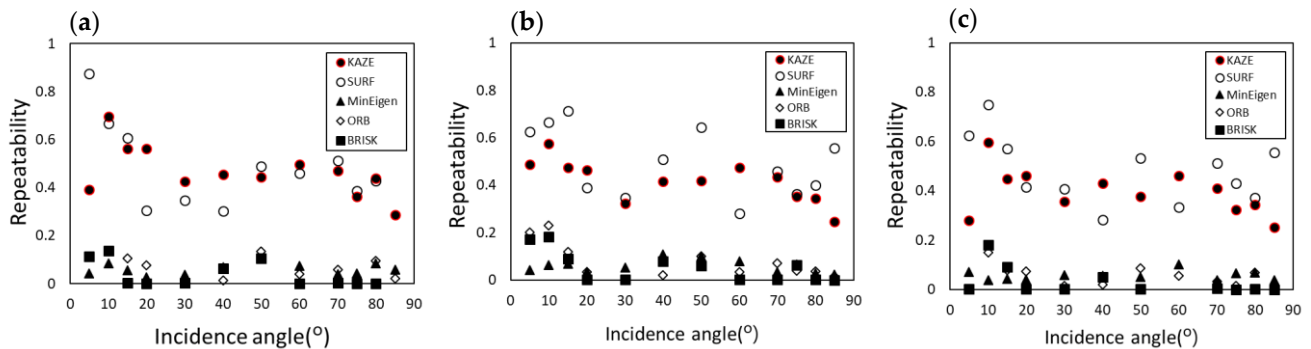 (a)
1
0.8
0.6
0.4
0.2
0
Repeatability
KAZE
SURF
MinEigen
ORB
BRISK
0 10 20 30 40 50 60 70 80 90
Incidence angle(O)
(b)
1
0.8
0.6
0.4
0.2
0
Repeatability
KAZE
SURF
MinEigen
ORB
BRISK
0 10 20 30 40 50 60 70 80 90
Incidence angle(O)
(c)
1
0.8
0.6
0.4
0.2
0
Repeatability
KAZE
SURF
MinEigen
ORB
BRISK
0 10 20 30 40 50 60 70 80 90
Incidence angle(O)